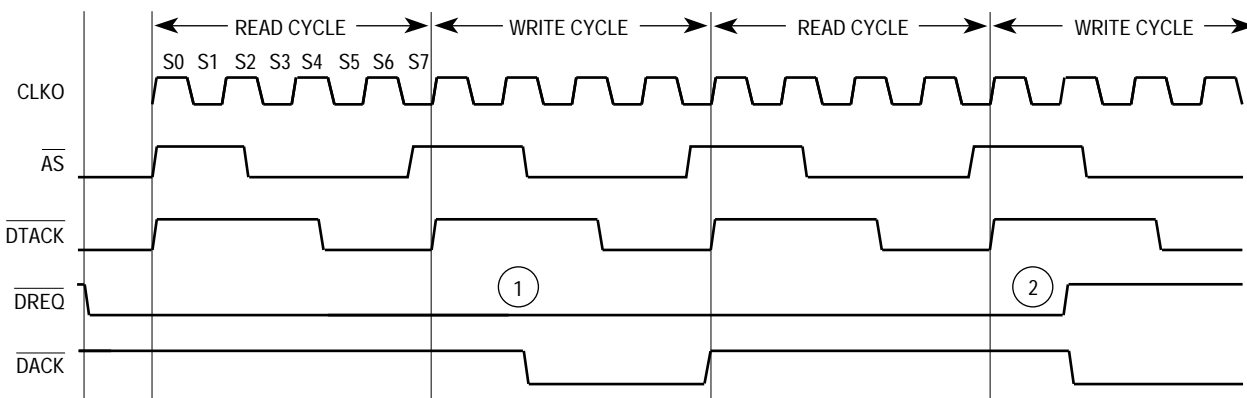 READ CYCLE WRITE CYCLE READ CYCLE WRITE CYCLE
S0 S1 S2 S3 S4 S5 S6 S7
CLKO
AS
DTACK
DREQ 1 2
DACK